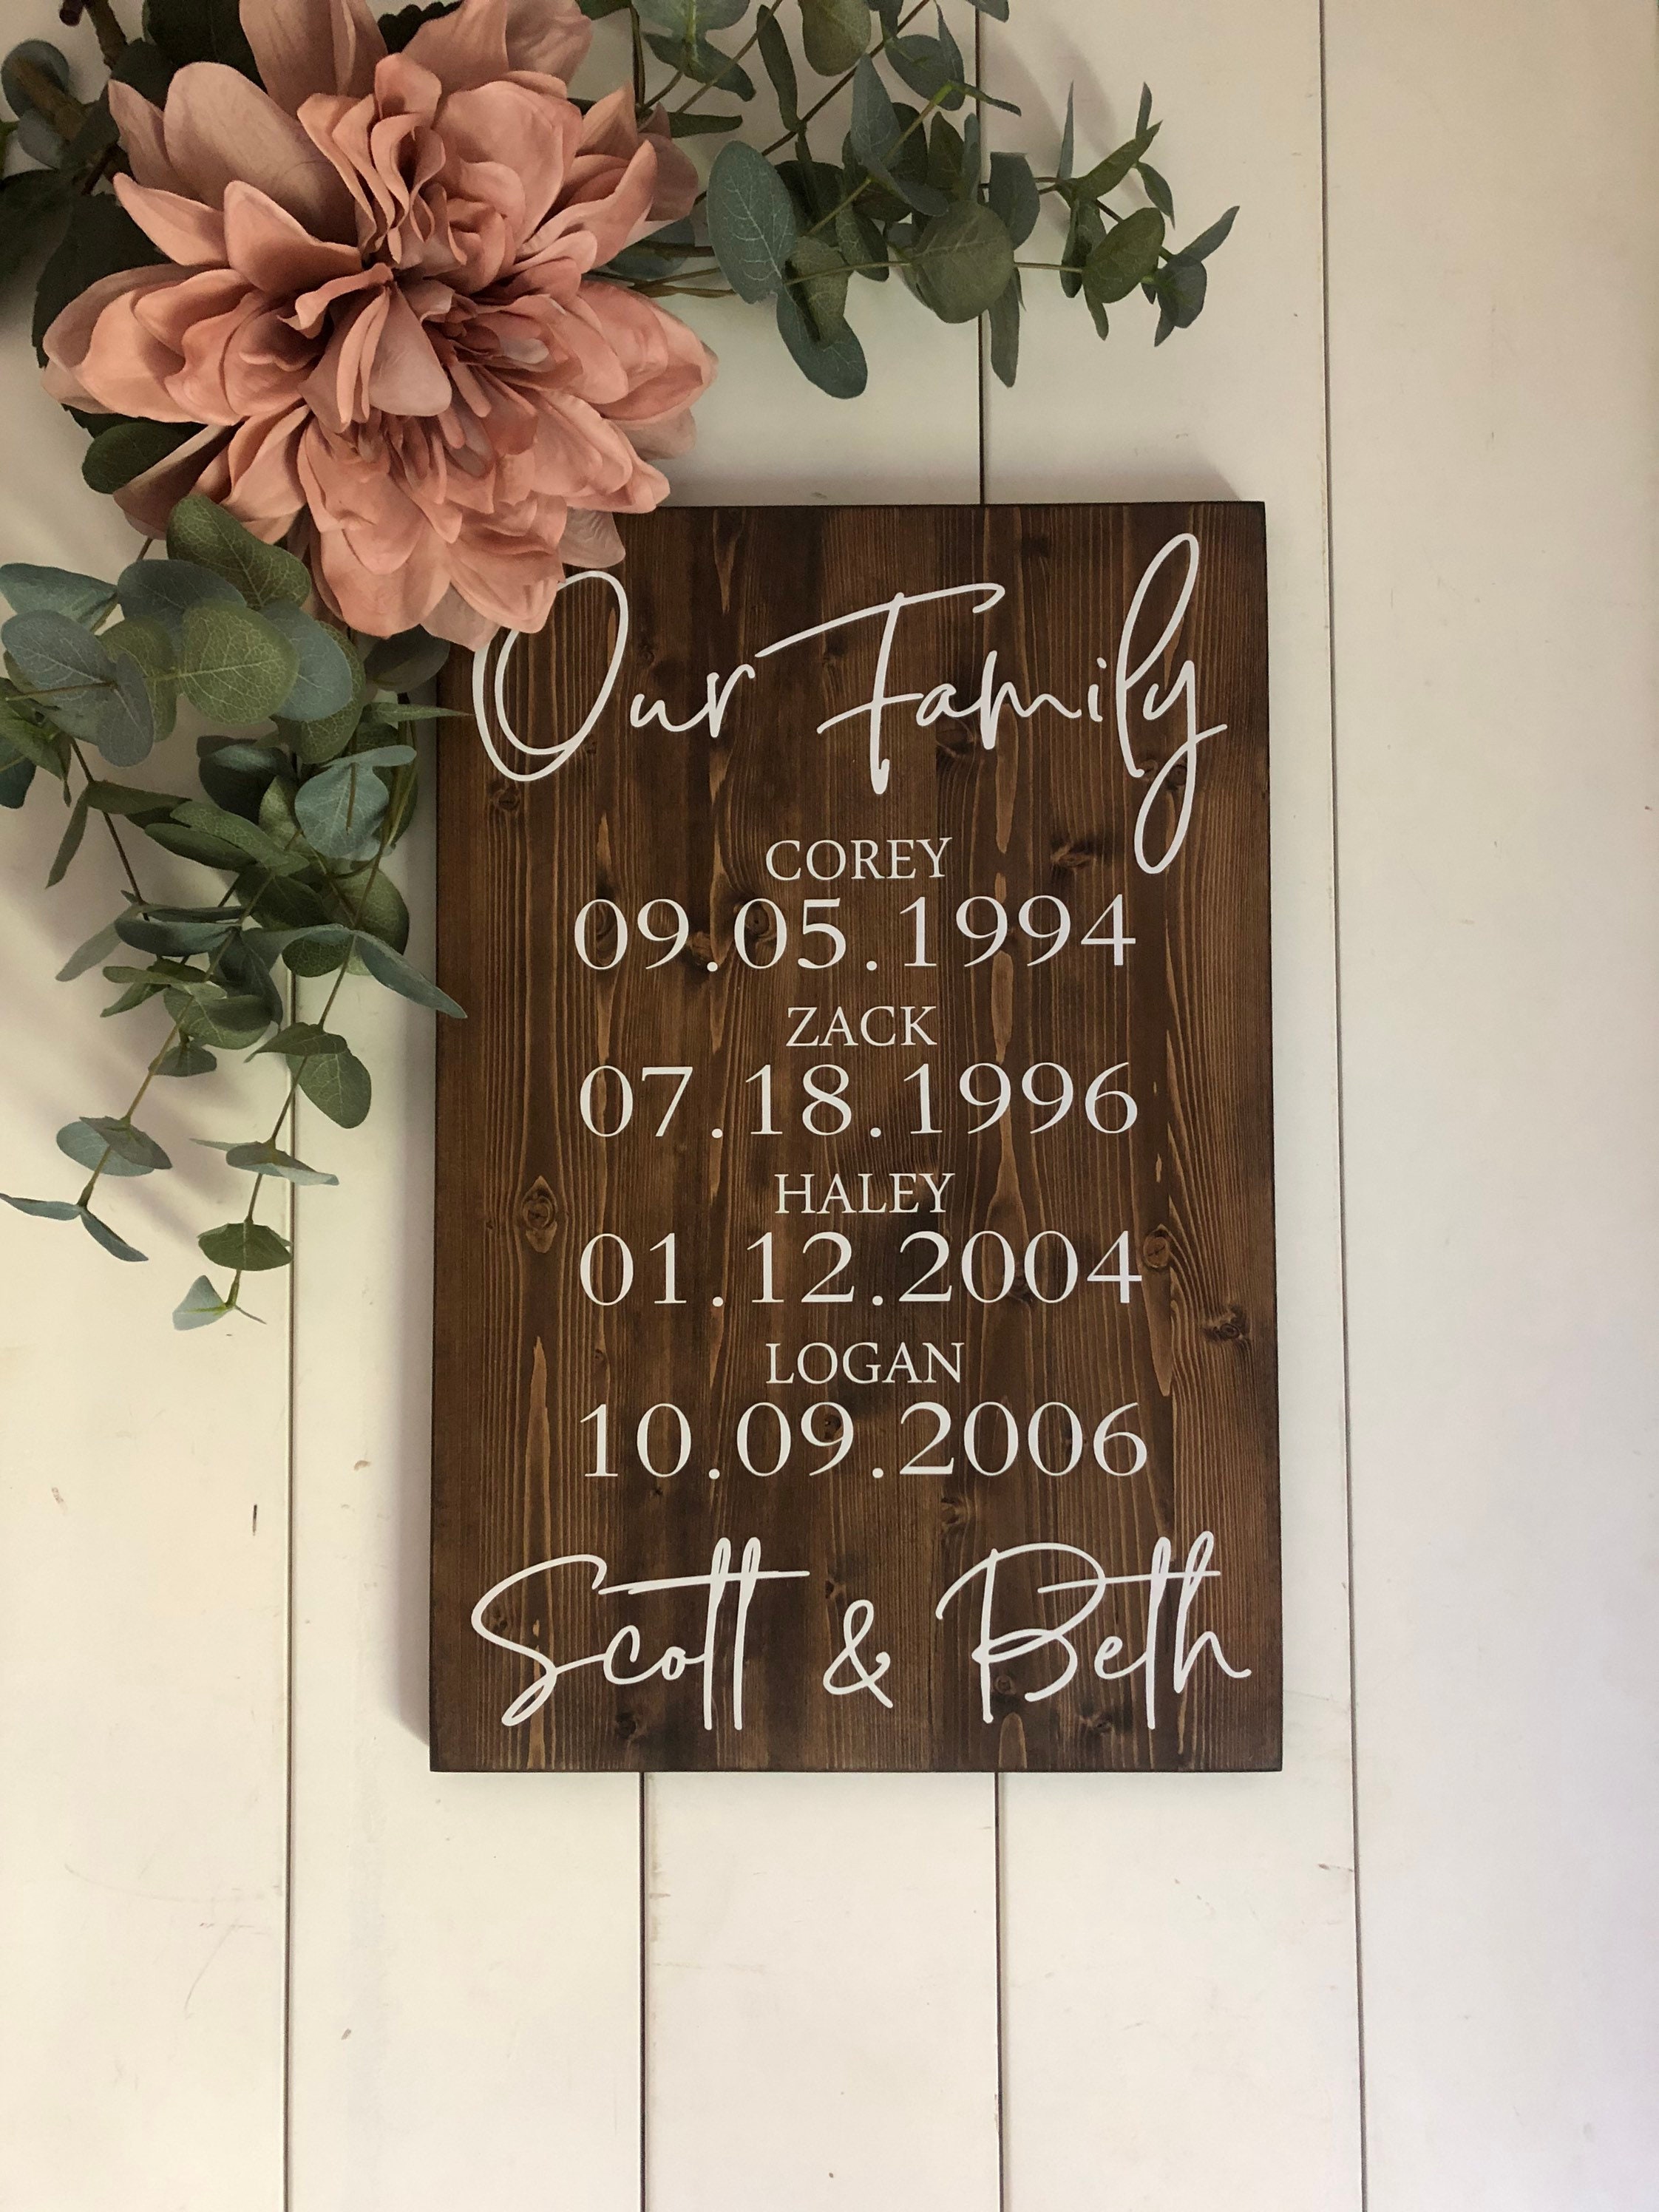 Our Family
COREY
09.05.1994
ZACK
07.18.1996
HALEY
01.12.2004
LOGAN
10.09.2006
Scott & Beth